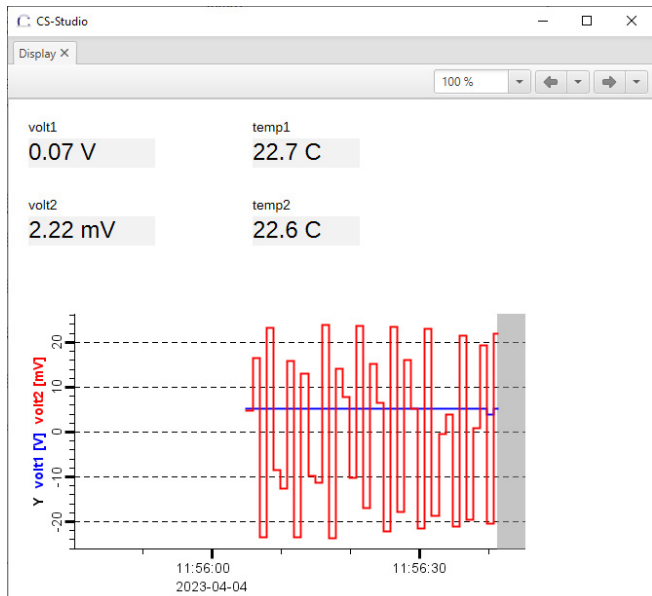 CS-Studio
Display
100 %
volt1
temp1
0.07 V
22.7 C
volt2
temp2
2.22 mV
22.6 C
20
10
0
-10
-20
Y volt1 [V] volt2 [mV]
11:56:00
11:56:30
2023-04-04